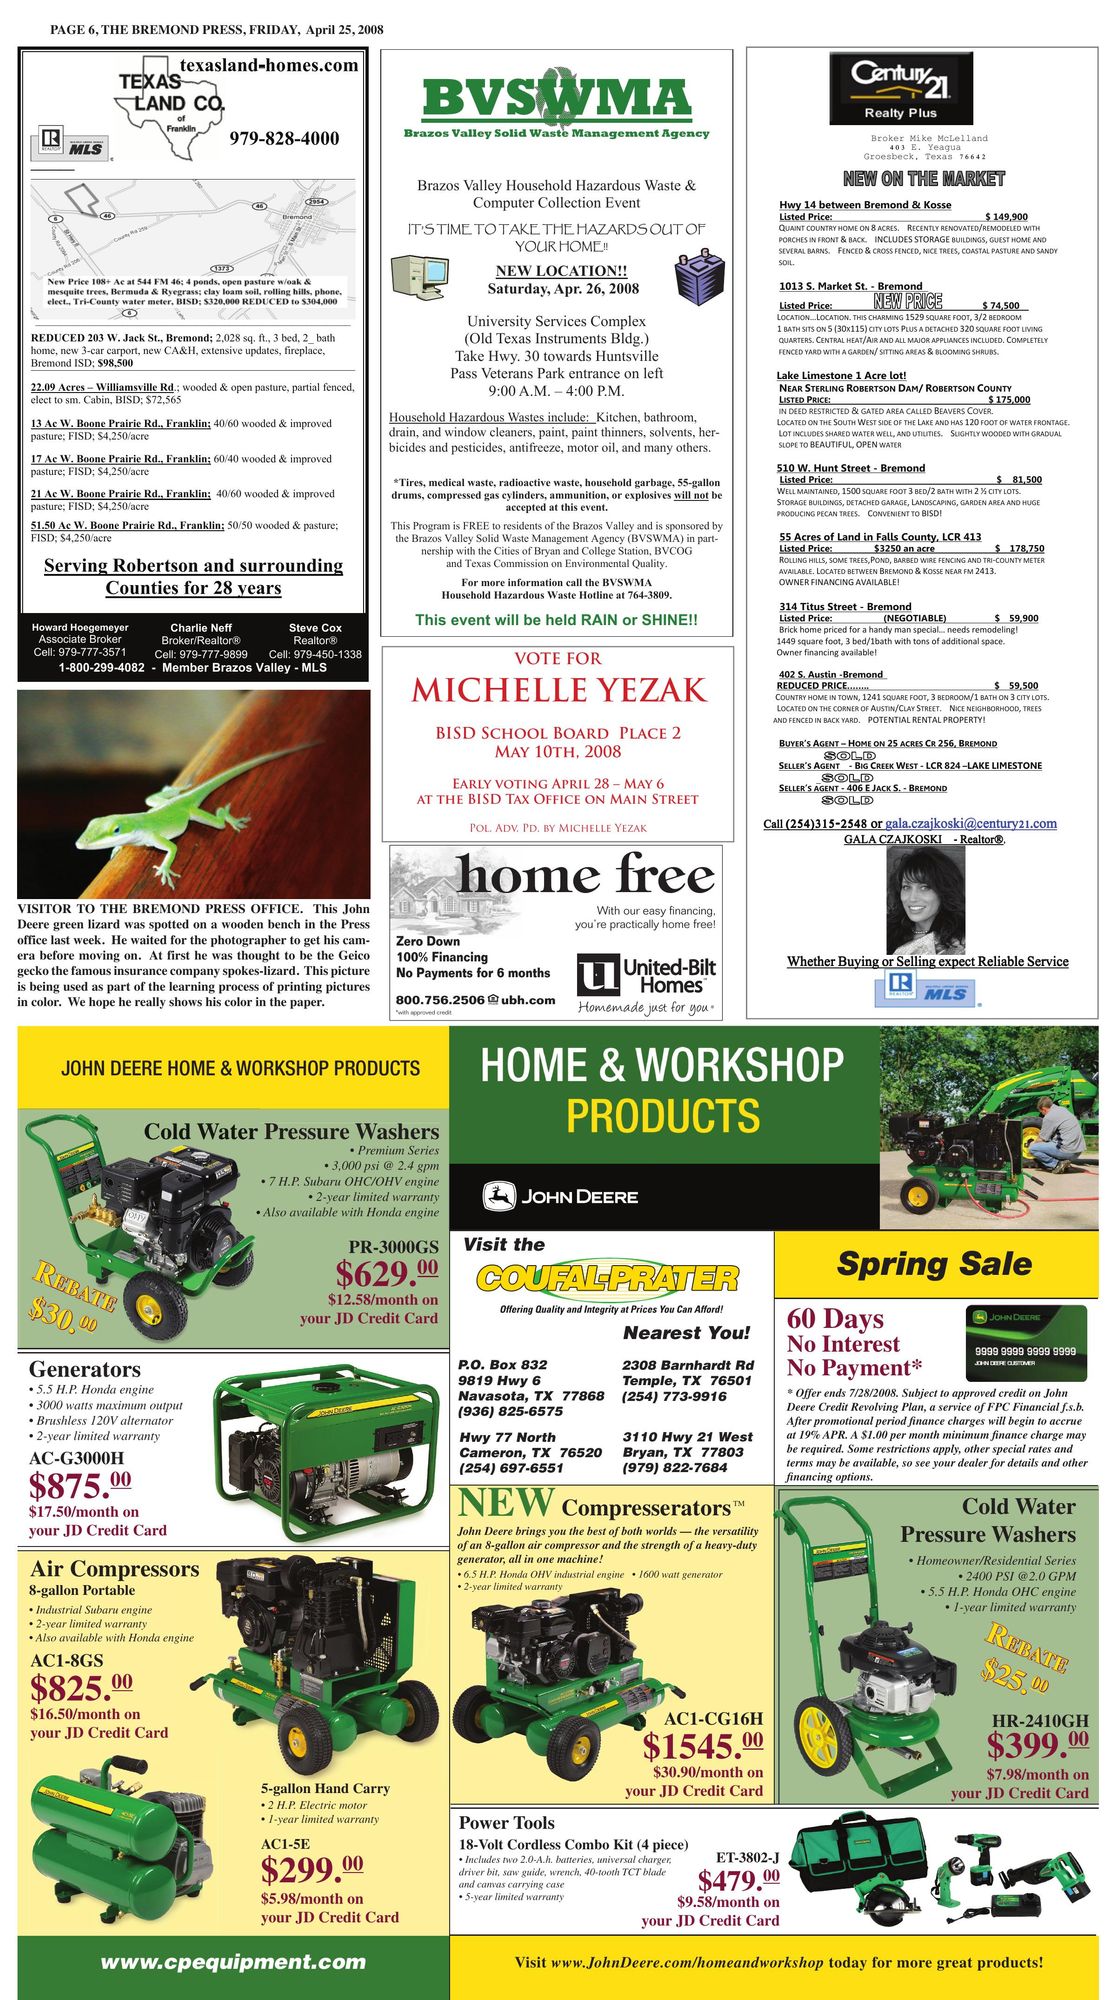 PAGE 6, THE BREMOND PRESS, FRIDAY, April 25, 2008
texasland-homes.com
TEXAS
LAND CO.
of
Franklin
979-828-4000
REALTOR
MLS
46
46
2954
6
Bremond
S Main St
County Rd 259
1373
6
New Price 108+ Ac at 544 FM 46; 4 ponds, open pasture w/oak &
mesquite trees, Bermuda & Ryegrass; clay loam soil, rolling hills, phone,
elect., Tri-County water meter, BISD; $320,000 REDUCED to $304,000
REDUCED 203 W. Jack St., Bremond; 2,028 sq. ft., 3 bed, 2_ bath
home, new 3-car carport, new CA&H, extensive updates, fireplace,
Bremond ISD; $98,500
22.09 Acres – Williamsville Rd.; wooded & open pasture, partial fenced,
elect to sm. Cabin, BISD; $72,565
13 Ac W. Boone Prairie Rd., Franklin; 40/60 wooded & improved
pasture; FISD; $4,250/acre
17 Ac W. Boone Prairie Rd., Franklin; 60/40 wooded & improved
pasture; FISD; $4,250/acre
21 Ac W. Boone Prairie Rd., Franklin; 40/60 wooded & improved
pasture; FISD; $4,250/acre
51.50 Ac W. Boone Prairie Rd., Franklin; 50/50 wooded & pasture;
FISD; $4,250/acre
Serving Robertson and surrounding
Counties for 28 years
Howard Hoegemeyer
Associate Broker
Cell: 979-777-3571
Charlie Neff
Broker/Realtor®
Cell: 979-777-9899
Steve Cox
Realtor®
Cell: 979-450-1338
1-800-299-4082 - Member Brazos Valley - MLS
VISITOR TO THE BREMOND PRESS OFFICE. This John
Deere green lizard was spotted on a wooden bench in the Press
office last week. He waited for the photographer to get his cam-
era before moving on. At first he was thought to be the Geico
gecko the famous insurance company spokes-lizard. This picture
is being used as part of the learning process of printing pictures
in color. We hope he really shows his color in the paper.
BVSWMA
Brazos Valley Solid Waste Management Agency
Brazos Valley Household Hazardous Waste &
Computer Collection Event
IT'S TIME TO TAKE THE HAZARDS OUT OF
YOUR HOME!!
NEW LOCATION!!
Saturday, Apr. 26, 2008
University Services Complex
(Old Texas Instruments Bldg.)
Take Hwy. 30 towards Huntsville
Pass Veterans Park entrance on left
9:00 A.M. – 4:00 P.M.
Household Hazardous Wastes include: Kitchen, bathroom,
drain, and window cleaners, paint, paint thinners, solvents, her-
bicides and pesticides, antifreeze, motor oil, and many others.
*Tires, medical waste, radioactive waste, household garbage, 55-gallon
drums, compressed gas cylinders, ammunition, or explosives will not be
accepted at this event.
This Program is FREE to residents of the Brazos Valley and is sponsored by
the Brazos Valley Solid Waste Management Agency (BVSWMA) in part-
nership with the Cities of Bryan and College Station, BVCOG
and Texas Commission on Environmental Quality.
For more information call the BVSWMA
Household Hazardous Waste Hotline at 764-3809.
This event will be held RAIN or SHINE!!
VOTE FOR
MICHELLE YEZAK
BISD SCHOOL BOARD PLACE 2
MAY 10TH, 2008
EARLY VOTING APRIL 28 – MAY 6
AT THE BISD TAX OFFICE ON MAIN STREET
POL. ADV. PD. BY MICHELLE YEZAK
home free
With our easy financing,
you're practically home free!
Zero Down
100% Financing
No Payments for 6 months
800.756.2506 ubh.com
*with approved credit
United-Bilt
Homes™
Homemade just for you®
Century 21
Realty Plus
Broker Mike McLelland
403 E. Yeagua
Groesbeck, Texas 76642
NEW ON THE MARKET
Hwy 14 between Bremond & Kosse
Listed Price: $ 149,900
QUAINT COUNTRY HOME ON 8 ACRES. RECENTLY RENOVATED/REMODELED WITH
PORCHES IN FRONT & BACK. INCLUDES STORAGE BUILDINGS, GUEST HOME AND
SEVERAL BARNS. FENCED & CROSS FENCED, NICE TREES, COASTAL PASTURE AND SANDY
SOIL.
1013 S. Market St. - Bremond
Listed Price: NEW PRICE $ 74,500
LOCATION...LOCATION. THIS CHARMING 1529 SQUARE FOOT, 3/2 BEDROOM
1 BATH SITS ON 5 (30X115) CITY LOTS PLUS A DETACHED 320 SQUARE FOOT LIVING
QUARTERS. CENTRAL HEAT/AIR AND ALL MAJOR APPLIANCES INCLUDED. COMPLETELY
FENCED YARD WITH A GARDEN/ SITTING AREAS & BLOOMING SHRUBS.
Lake Limestone 1 Acre lot!
NEAR STERLING ROBERTSON DAM/ ROBERTSON COUNTY
LISTED PRICE: $ 175,000
IN DEED RESTRICTED & GATED AREA CALLED BEAVERS COVER.
LOCATED ON THE SOUTH WEST SIDE OF THE LAKE AND HAS 120 FOOT OF WATER FRONTAGE.
LOT INCLUDES SHARED WATER WELL, AND UTILITIES. SLIGHTLY WOODED WITH GRADUAL
SLOPE TO BEAUTIFUL, OPEN WATER
510 W. Hunt Street - Bremond
Listed Price: $ 81,500
WELL MAINTAINED, 1500 SQUARE FOOT 3 BED/2 BATH WITH 2 ½ CITY LOTS.
STORAGE BUILDINGS, DETACHED GARAGE, LANDSCAPING, GARDEN AREA AND HUGE
PRODUCING PECAN TREES. CONVENIENT TO BISD!
55 Acres of Land in Falls County, LCR 413
Listed Price: $3250 an acre $ 178,750
ROLLING HILLS, SOME TREES,POND, BARBED WIRE FENCING AND TRI-COUNTY METER
AVAILABLE. LOCATED BETWEEN BREMOND & KOSSE NEAR FM 2413.
OWNER FINANCING AVAILABLE!
314 Titus Street - Bremond
Listed Price: (NEGOTIABLE) $ 59,900
Brick home priced for a handy man special... needs remodeling!
1449 square foot, 3 bed/1bath with tons of additional space.
Owner financing available!
402 S. Austin -Bremond
REDUCED PRICE........ $ 59,500
COUNTRY HOME IN TOWN, 1241 SQUARE FOOT, 3 BEDROOM/1 BATH ON 3 CITY LOTS.
LOCATED ON THE CORNER OF AUSTIN/CLAY STREET. NICE NEIGHBORHOOD, TREES
AND FENCED IN BACK YARD. POTENTIAL RENTAL PROPERTY!
BUYER'S AGENT – HOME ON 25 ACRES CR 256, BREMOND
SOLD
SELLER'S AGENT - BIG CREEK WEST - LCR 824 –LAKE LIMESTONE
SOLD
SELLER'S AGENT - 406 E JACK S. - BREMOND
SOLD
Call (254)315-2548 or gala.czajkoski@century21.com
GALA CZAJKOSKI - Realtor®.
Whether Buying or Selling expect Reliable Service
REALTOR
MLS
JOHN DEERE HOME & WORKSHOP PRODUCTS
Cold Water Pressure Washers
• Premium Series
• 3,000 psi @ 2.4 gpm
• 7 H.P. Subaru OHC/OHV engine
• 2-year limited warranty
• Also available with Honda engine
PR-3000GS
$629.00
$12.58/month on
your JD Credit Card
REBATE
$30.00
Generators
• 5.5 H.P. Honda engine
• 3000 watts maximum output
• Brushless 120V alternator
• 2-year limited warranty
AC-G3000H
$875.00
$17.50/month on
your JD Credit Card
JOHN DEERE
Air Compressors
8-gallon Portable
• Industrial Subaru engine
• 2-year limited warranty
• Also available with Honda engine
AC1-8GS
$825.00
$16.50/month on
your JD Credit Card
JOHN DEERE
5-gallon Hand Carry
• 2 H.P. Electric motor
• 1-year limited warranty
AC1-5E
$299.00
$5.98/month on
your JD Credit Card
www.cpequipment.com
HOME & WORKSHOP
PRODUCTS
JOHN DEERE
Visit the
COUFAL-PRATER
Offering Quality and Integrity at Prices You Can Afford!
Nearest You!
P.O. Box 832
9819 Hwy 6
Navasota, TX 77868
(936) 825-6575
2308 Barnhardt Rd
Temple, TX 76501
(254) 773-9916
Hwy 77 North
Cameron, TX 76520
(254) 697-6551
3110 Hwy 21 West
Bryan, TX 77803
(979) 822-7684
Spring Sale
60 Days
No Interest
No Payment*
JOHN DEERE
9999 9999 9999 9999
JOHN DEERE CUSTOMER
* Offer ends 7/28/2008. Subject to approved credit on John
Deere Credit Revolving Plan, a service of FPC Financial f.s.b.
After promotional period finance charges will begin to accrue
at 19% APR. A $1.00 per month minimum finance charge may
be required. Some restrictions apply, other special rates and
terms may be available, so see your dealer for details and other
financing options.
NEW Compresserators™
John Deere brings you the best of both worlds — the versatility
of an 8-gallon air compressor and the strength of a heavy-duty
generator, all in one machine!
• 6.5 H.P. Honda OHV industrial engine • 1600 watt generator
• 2-year limited warranty
AC1-CG16H
$1545.00
$30.90/month on
your JD Credit Card
Cold Water
Pressure Washers
• Homeowner/Residential Series
• 2400 PSI @2.0 GPM
• 5.5 H.P. Honda OHC engine
• 1-year limited warranty
REBATE
$25.00
HR-2410GH
$399.00
$7.98/month on
your JD Credit Card
Power Tools
18-Volt Cordless Combo Kit (4 piece)
• Includes two 2.0-A.h. batteries, universal charger,
driver bit, saw guide, wrench, 40-tooth TCT blade
and canvas carrying case
• 5-year limited warranty
ET-3802-J
$479.00
$9.58/month on
your JD Credit Card
Visit www.JohnDeere.com/homeandworkshop today for more great products!